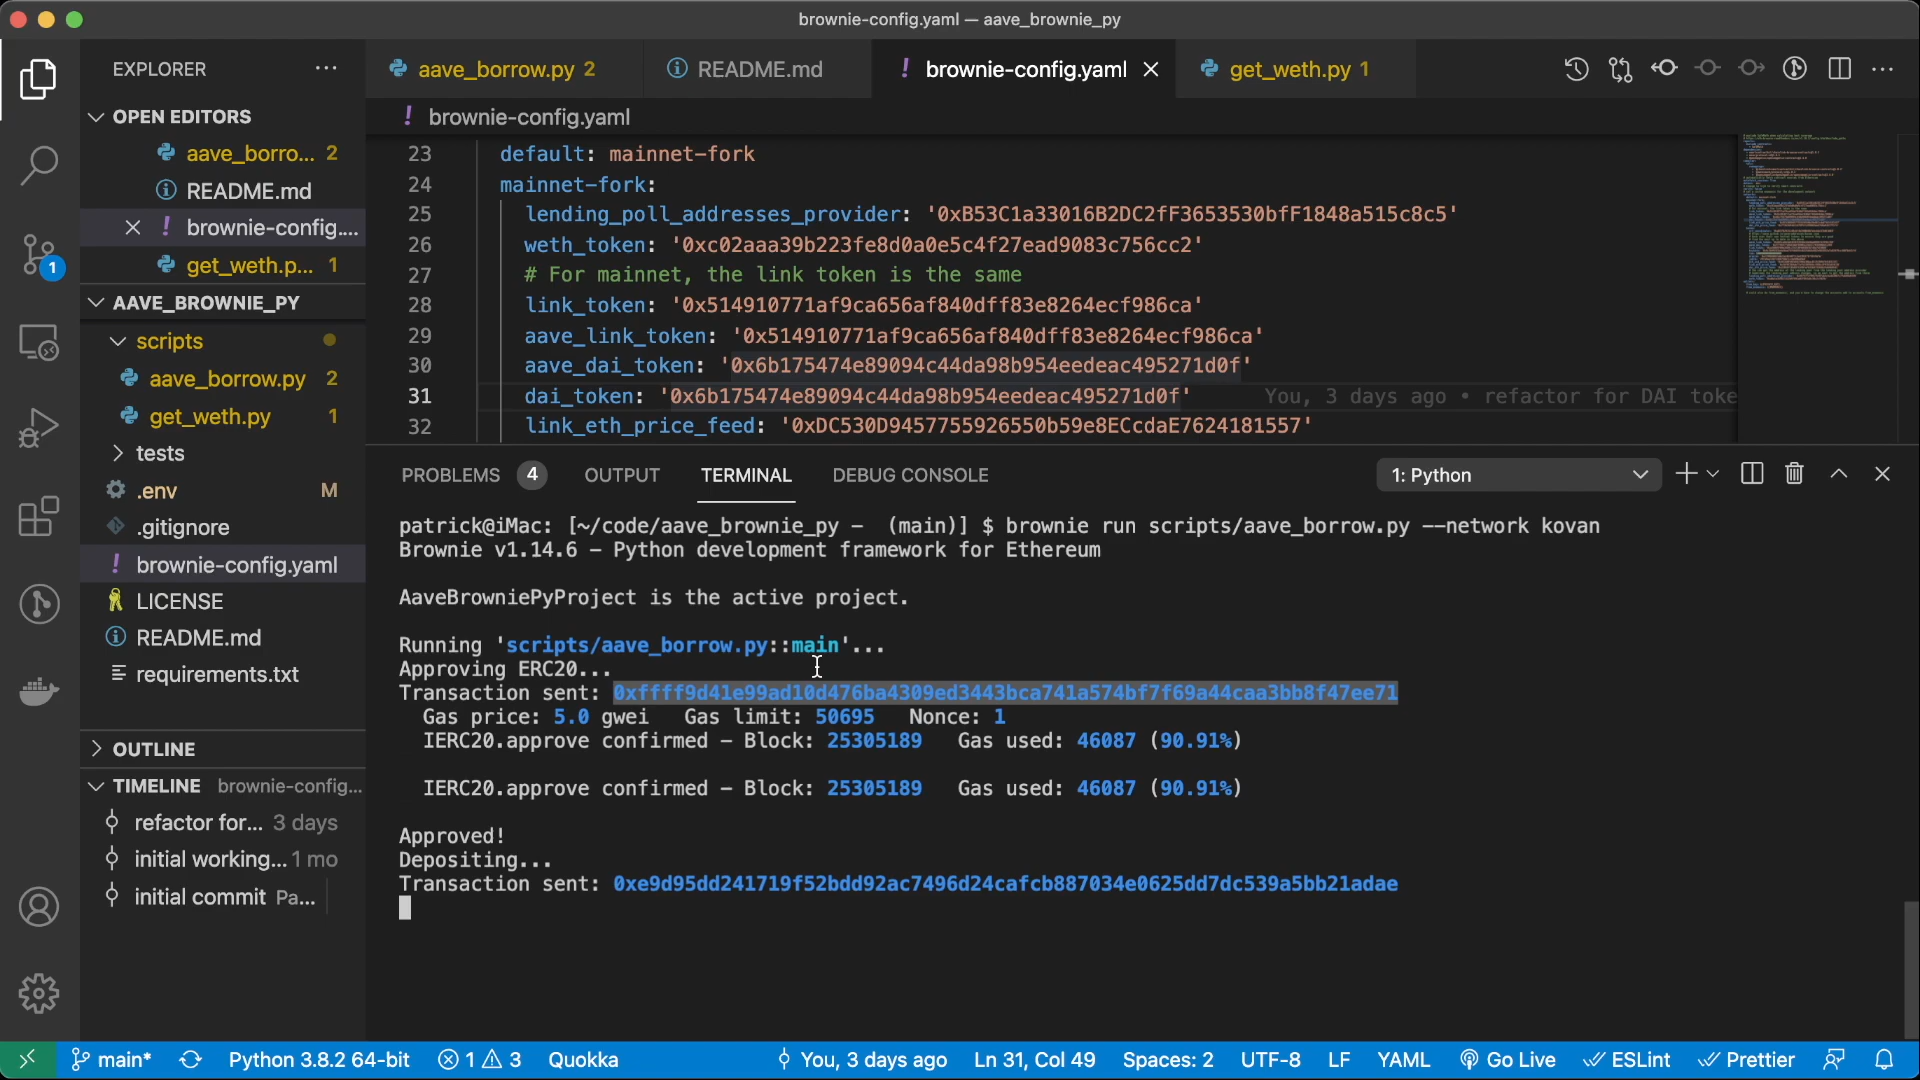 brownie-config.yaml — aave_brownie_py
EXPLORER
aave_borrow.py 2
README.md
brownie-config.yaml
get_weth.py 1
OPEN EDITORS
aave_borro... 2
README.md
brownie-config....
get_weth.p... 1
AAVE_BROWNIE_PY
scripts
aave_borrow.py 2
get_weth.py 1
tests
.env M
.gitignore
brownie-config.yaml
LICENSE
README.md
requirements.txt
OUTLINE
TIMELINE brownie-config...
refactor for... 3 days
initial working... 1 mo
initial commit Pa...
1
brownie-config.yaml
23 default: mainnet-fork
24 mainnet-fork:
25 lending_poll_addresses_provider: '0xB53C1a33016B2DC2fF3653530bfF1848a515c8c5'
26 weth_token: '0xc02aaa39b223fe8d0a0e5c4f27ead9083c756cc2'
27 # For mainnet, the link token is the same
28 link_token: '0x514910771af9ca656af840dff83e8264ecf986ca'
29 aave_link_token: '0x514910771af9ca656af840dff83e8264ecf986ca'
30 aave_dai_token: '0x6b175474e89094c44da98b954eedeac495271d0f'
31 dai_token: '0x6b175474e89094c44da98b954eedeac495271d0f' You, 3 days ago • refactor for DAI toke
32 link_eth_price_feed: '0xDC530D9457755926550b59e8ECcdaE7624181557'
PROBLEMS 4 OUTPUT TERMINAL DEBUG CONSOLE 1: Python
patrick@iMac: [~/code/aave_brownie_py - (main)] $ brownie run scripts/aave_borrow.py --network kovan
Brownie v1.14.6 - Python development framework for Ethereum
AaveBrowniePyProject is the active project.
Running 'scripts/aave_borrow.py::main'...
Approving ERC20...
Transaction sent: 0xffff9d41e99ad10d476ba4309ed3443bca741a574bf7f69a44caa3bb8f47ee71
Gas price: 5.0 gwei Gas limit: 50695 Nonce: 1
IERC20.approve confirmed - Block: 25305189 Gas used: 46087 (90.91%)
IERC20.approve confirmed - Block: 25305189 Gas used: 46087 (90.91%)
Approved!
Depositing...
Transaction sent: 0xe9d95dd241719f52bdd92ac7496d24cafcb887034e0625dd7dc539a5bb21adae
main* Python 3.8.2 64-bit 1 3 Quokka You, 3 days ago Ln 31, Col 49 Spaces: 2 UTF-8 LF YAML Go Live ESLint Prettier